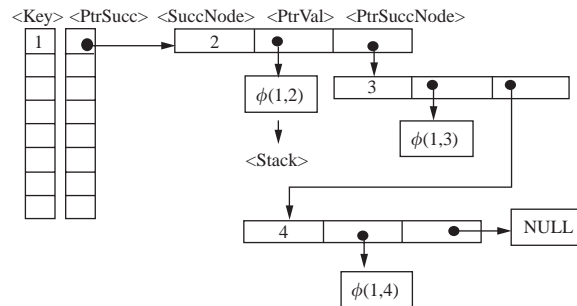 <Key> <PtrSucc> <SuccNode> <PtrVal> <PtrSuccNode>
1 2
ϕ(1,2) 3
ϕ(1,3)
<Stack>
4 NULL
ϕ(1,4)